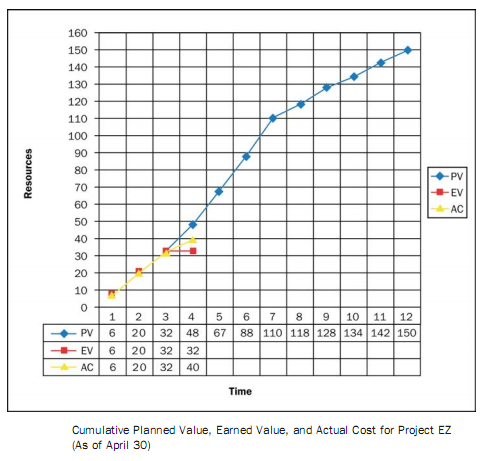 160
150
140
130
120
110
100
90
80
70
60
50
40
30
20
10
0
Resources
PV
EV
AC
1 2 3 4 5 6 7 8 9 10 11 12
PV 6 20 32 48 67 88 110 118 128 134 142 150
EV 6 20 32 32
AC 6 20 32 40
Time
Cumulative Planned Value, Earned Value, and Actual Cost for Project EZ
(As of April 30)